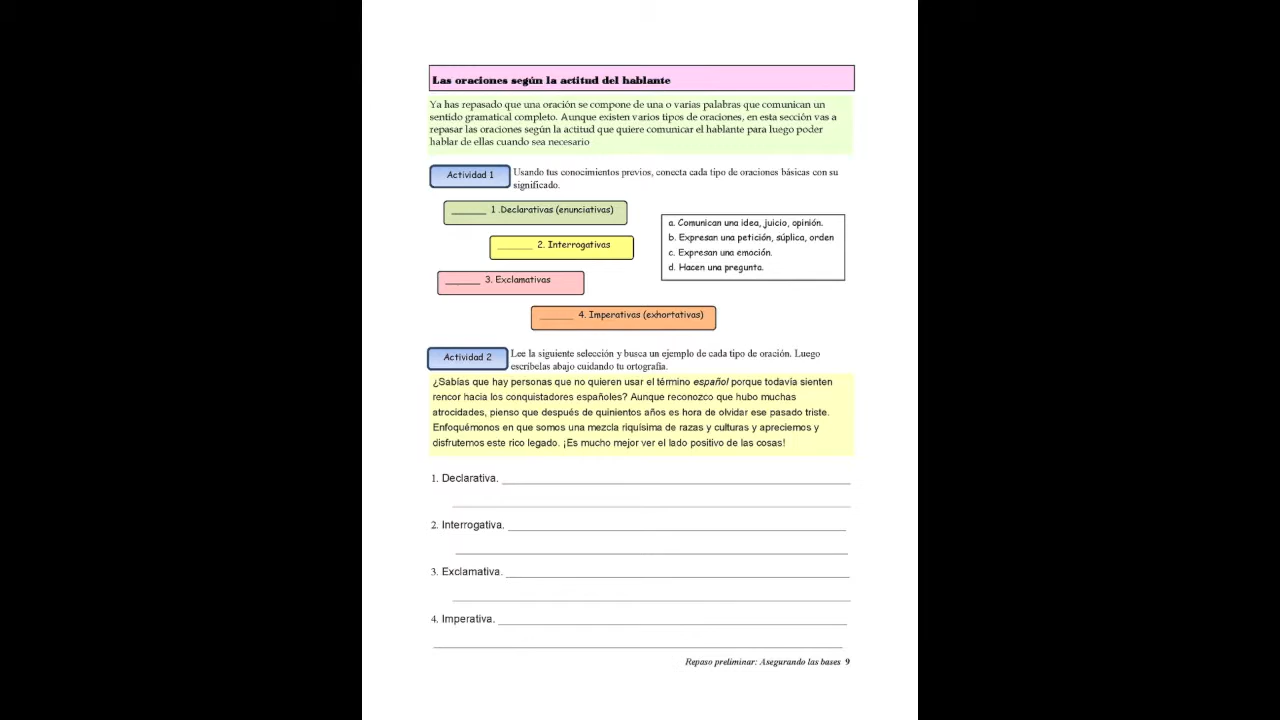 Las oraciones según la actitud del hablante
Ya has repasado que una oración se compone de una o varias palabras que comunican un
sentido gramatical completo. Aunque existen varios tipos de oraciones, en esta sección vas a
repasar las oraciones según la actitud que quiere comunicar el hablante para luego poder
hablar de ellas cuando sea necesario
Actividad 1
Usando tus conocimientos previos, conecta cada tipo de oraciones básicas con su
significado.
______ 1 .Declarativas (enunciativas)
______ 2. Interrogativas
______ 3. Exclamativas
______ 4. Imperativas (exhortativas)
a. Comunican una idea, juicio, opinión.
b. Expresan una petición, súplica, orden
c. Expresan una emoción.
d. Hacen una pregunta.
Actividad 2
Lee la siguiente selección y busca un ejemplo de cada tipo de oración. Luego
escríbelas abajo cuidando tu ortografía.
¿Sabías que hay personas que no quieren usar el término español porque todavía sienten
rencor hacia los conquistadores españoles? Aunque reconozco que hubo muchas
atrocidades, pienso que después de quinientos años es hora de olvidar ese pasado triste.
Enfoquémonos en que somos una mezcla riquísima de razas y culturas y apreciemos y
disfrutemos este rico legado. ¡Es mucho mejor ver el lado positivo de las cosas!
1. Declarativa.
2. Interrogativa.
3. Exclamativa.
4. Imperativa.
Repaso preliminar: Asegurando las bases 9